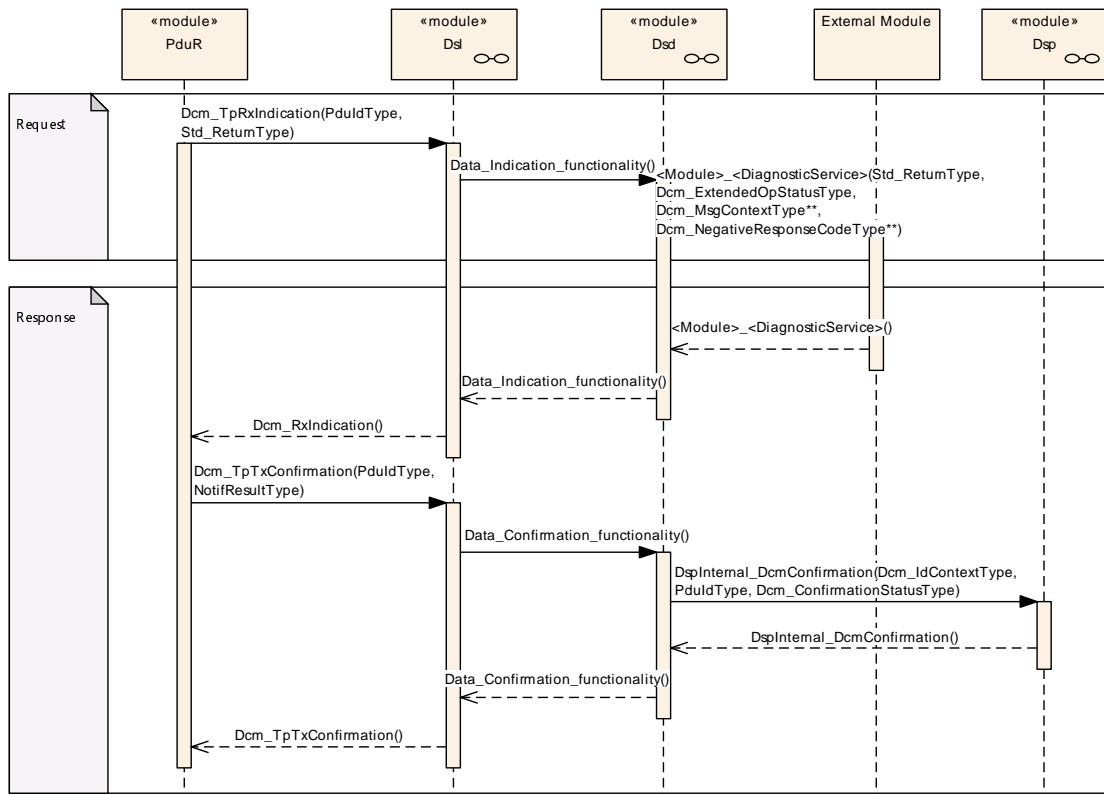 «module»
PduR
«module»
Dsl
«module»
Dsd
External Module
«module»
Dsp
Request
Dcm_TpRxIndication(PduIdType,
Std_ReturnType)
Data_Indication_functionality()
<Module>_<DiagnosticService>(Std_ReturnType,
Dcm_ExtendedOpStatusType,
Dcm_MsgContextType**,
Dcm_NegativeResponseCodeType**)
Response
<Module>_<DiagnosticService>()
Data_Indication_functionality()
Dcm_RxIndication()
Dcm_TpTxConfirmation(PduIdType,
NotifResultType)
Data_Confirmation_functionality()
DspInternal_DcmConfirmation(Dcm_IdContextType,
PduIdType, Dcm_ConfirmationStatusType)
DspInternal_DcmConfirmation()
Data_Confirmation_functionality()
Dcm_TpTxConfirmation()